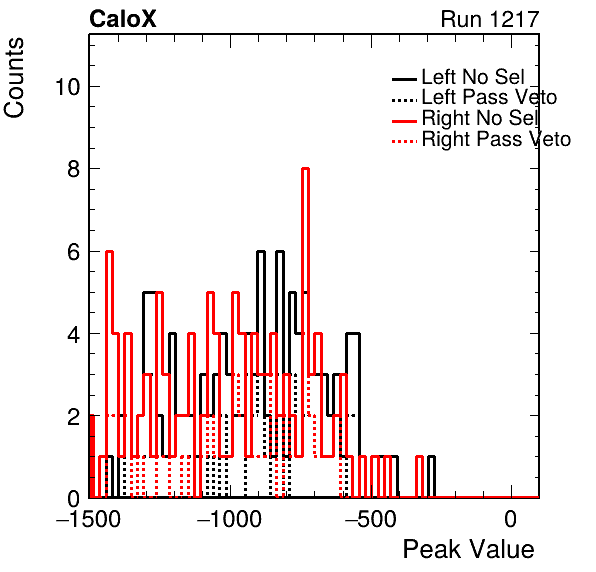 CaloX Run 1217
Counts
Left No Sel
Left Pass Veto
Right No Sel
Right Pass Veto
10
8
6
4
2
0
−1500 −1000 −500 0
Peak Value